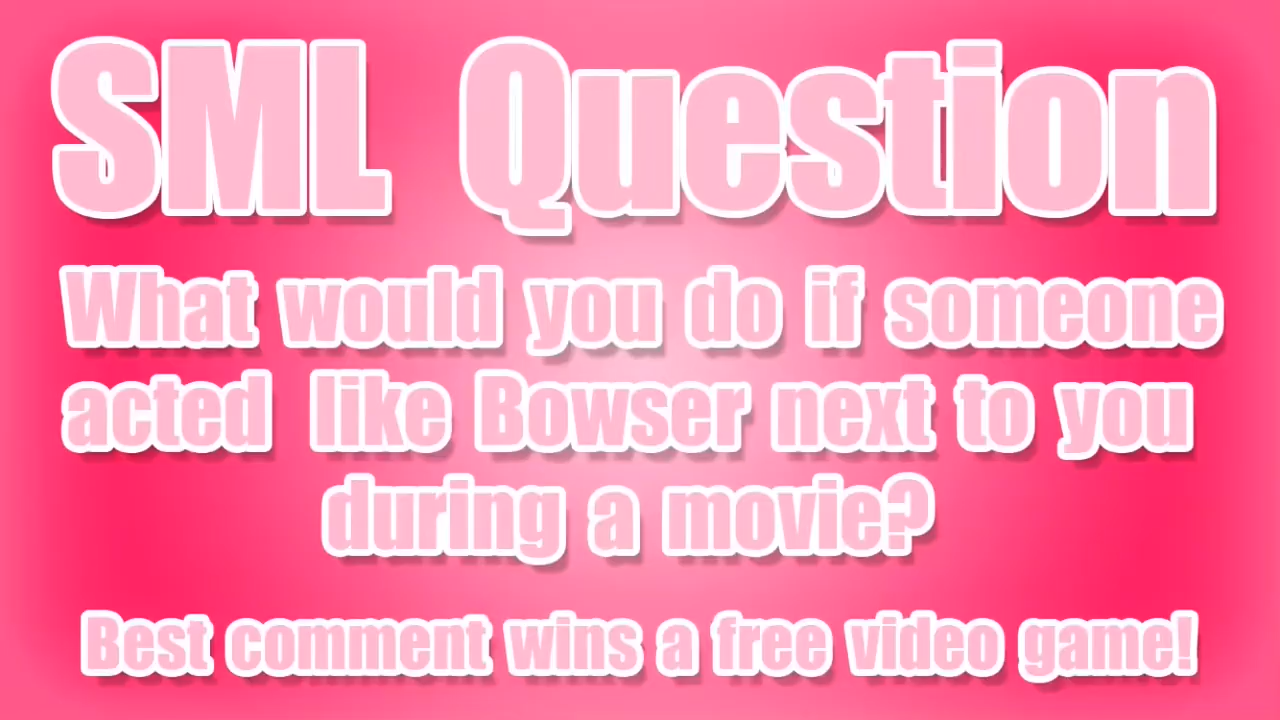 SML Question
What would you do if someone
acted like Bowser next to you
during a movie?
Best comment wins a free video game!